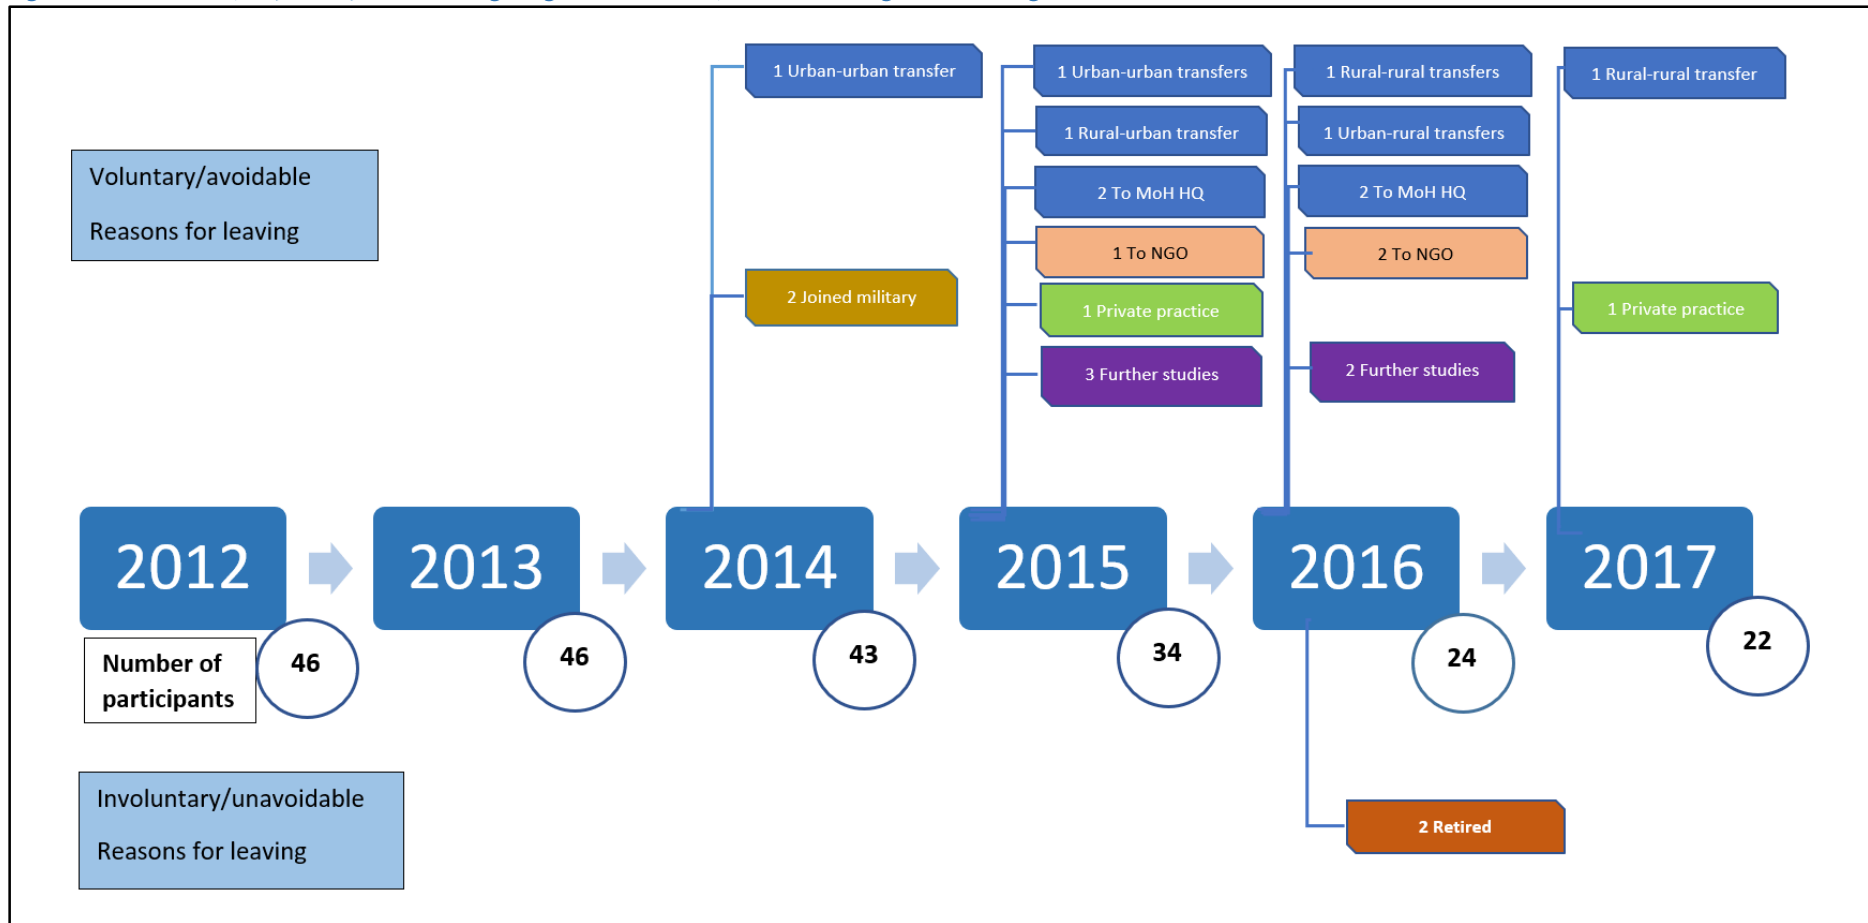 1 Urban-urban transfer
1 Urban-urban transfers
1 Rural-rural transfers
1 Rural-rural transfer
1 Rural-urban transfer
1 Urban-rural transfers
Voluntary/avoidable
Reasons for leaving
2 To MoH HQ
2 To MoH HQ
1 To NGO
2 To NGO
2 Joined military
1 Private practice
1 Private practice
3 Further studies
2 Further studies
2012
2013
2014
2015
2016
2017
Number of
participants
46
46
43
34
24
22
Involuntary/unavoidable
Reasons for leaving
2 Retired